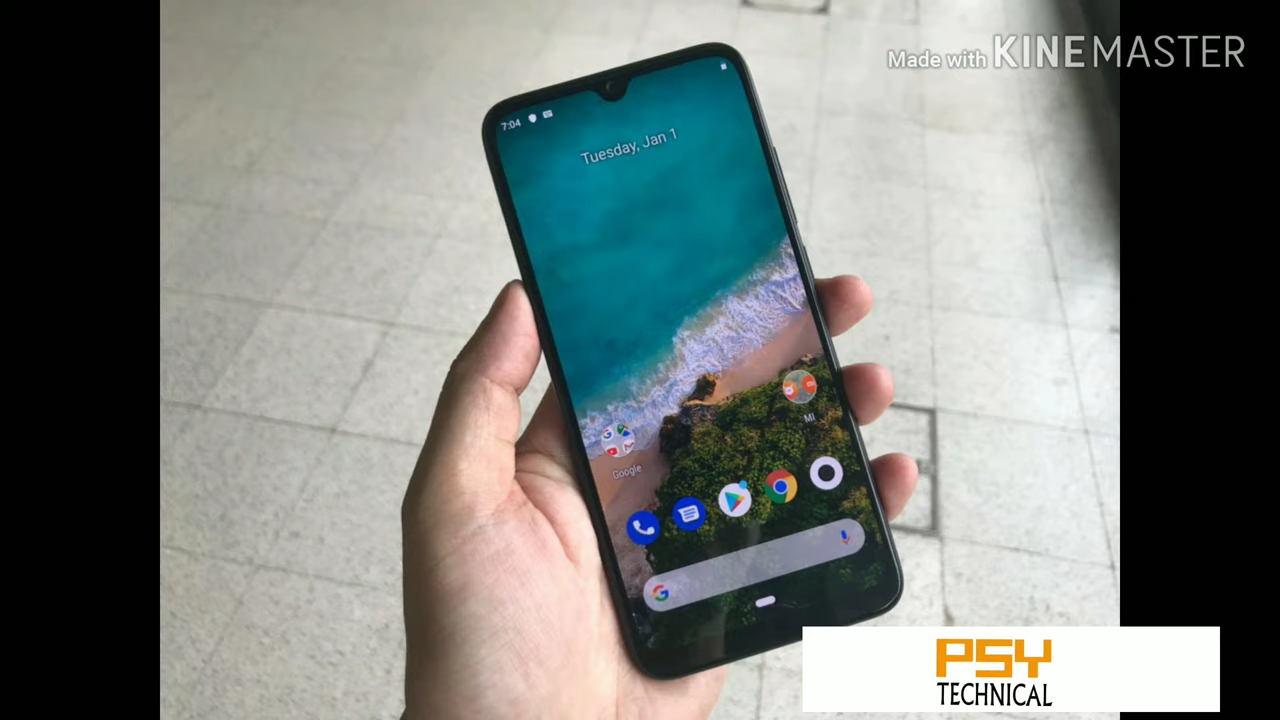 Made with KINEMASTER
7:04
Tuesday, Jan 1
MI
Google
PSY
TECHNICAL